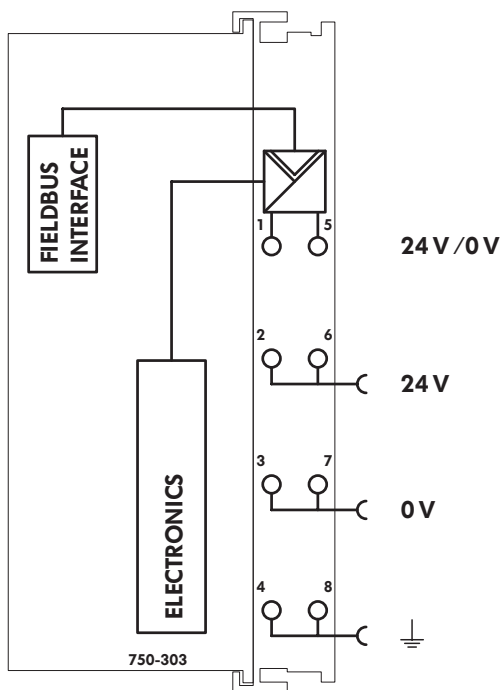 FIELDBUS
INTERFACE
1 5
24 V /0 V
2 6
24 V
3 7
0 V
ELECTRONICS
4 8
750-303